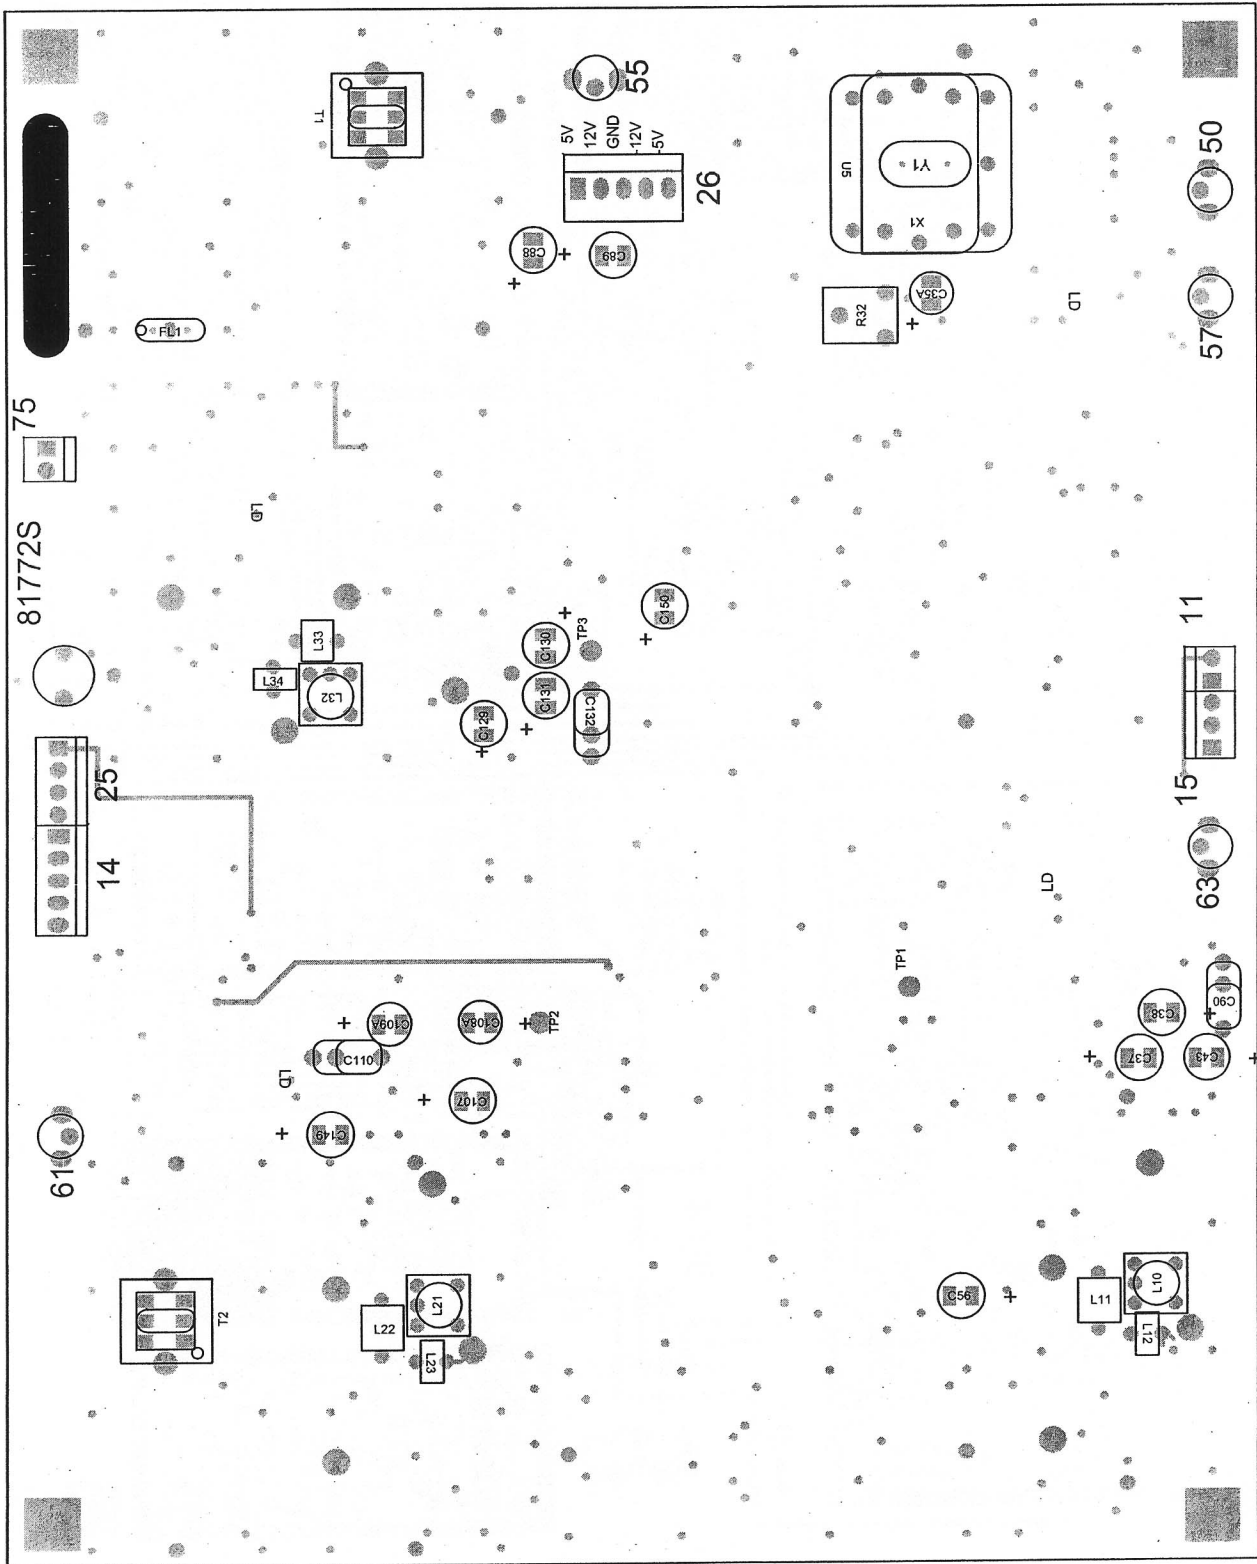 T1
55
5V
12V
GND
-12V
-5V
26
U5
Y1
X1
50
C88
+
+
C89
R32
C35A
+
LD
57
FL1
75
LD
81772S
L33
L34
L32
C130
+
TP3
C150
+
C131
+
C129
+
C132
11
25
14
15
63
LD
TP1
C109A
+
C108A
+
TP2
C110
LD
C107
+
C149
+
61
C90
C38
+
C37
+
C43
+
T2
L21
L22
L23
C56
+
L11
L10
L12